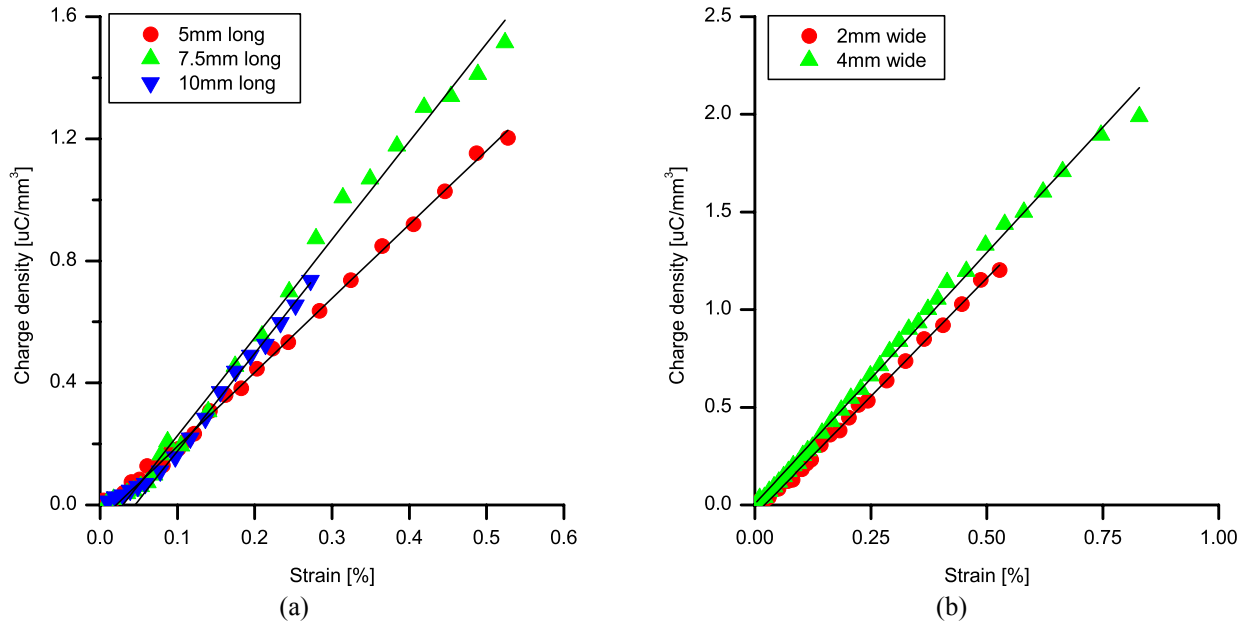 5mm long
7.5mm long
10mm long
1.6
1.2
0.8
0.4
0.0
Charge density [uC/mm³]
0.0 0.1 0.2 0.3 0.4 0.5 0.6
Strain [%]
(a)
2mm wide
4mm wide
2.5
2.0
1.5
1.0
0.5
0.0
Charge density [uC/mm³]
0.00 0.25 0.50 0.75 1.00
Strain [%]
(b)